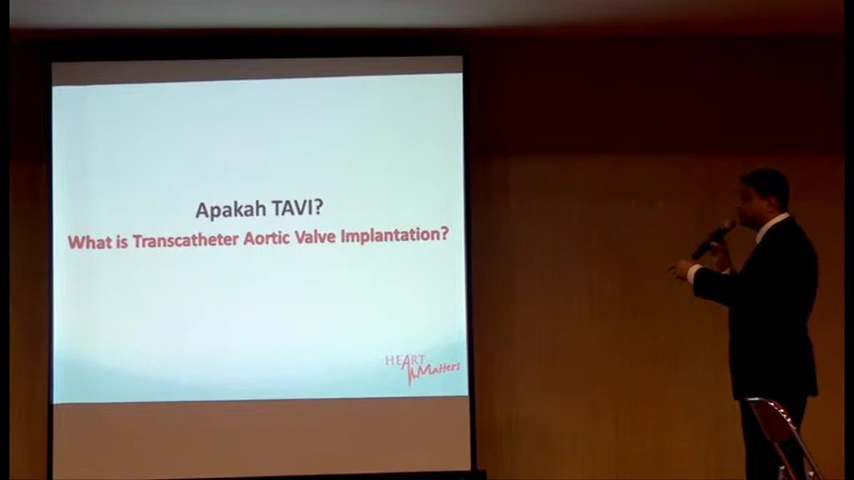 Apakah TAVI?
What is Transcatheter Aortic Valve Implantation?
HEART
Matters